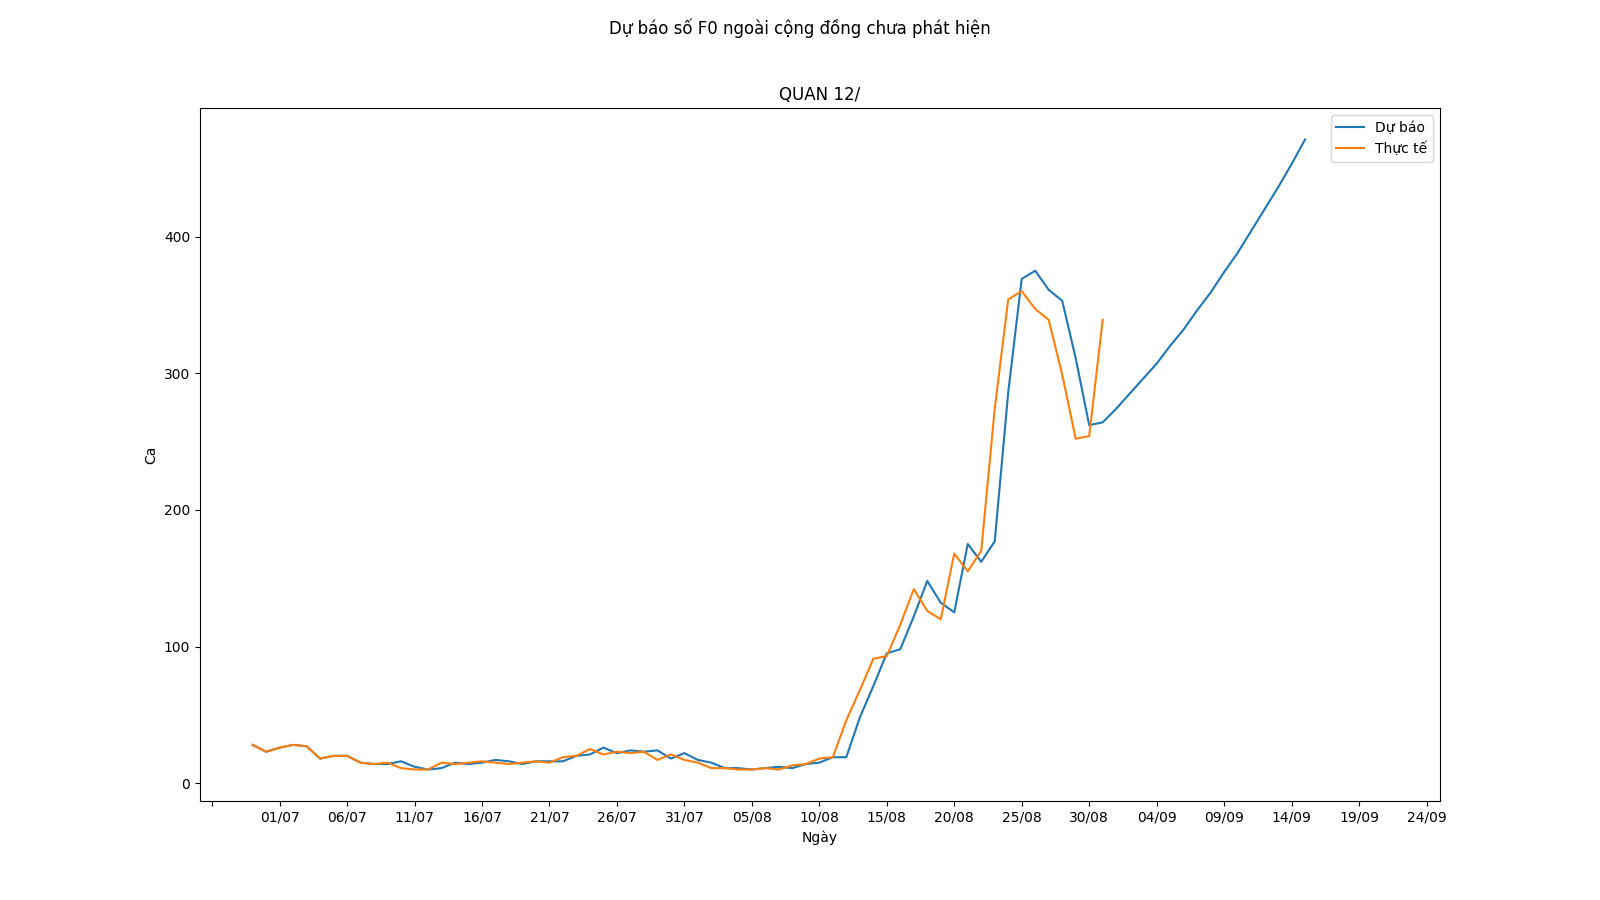 Dự báo số F0 ngoài cộng đồng chưa phát hiện
QUAN 12/
Dự báo
Thực tế
400
300
200
100
0
Ca
01/07 06/07 11/07 16/07 21/07 26/07 31/07 05/08 10/08 15/08 20/08 25/08 30/08 04/09 09/09 14/09 19/09 24/09
Ngày